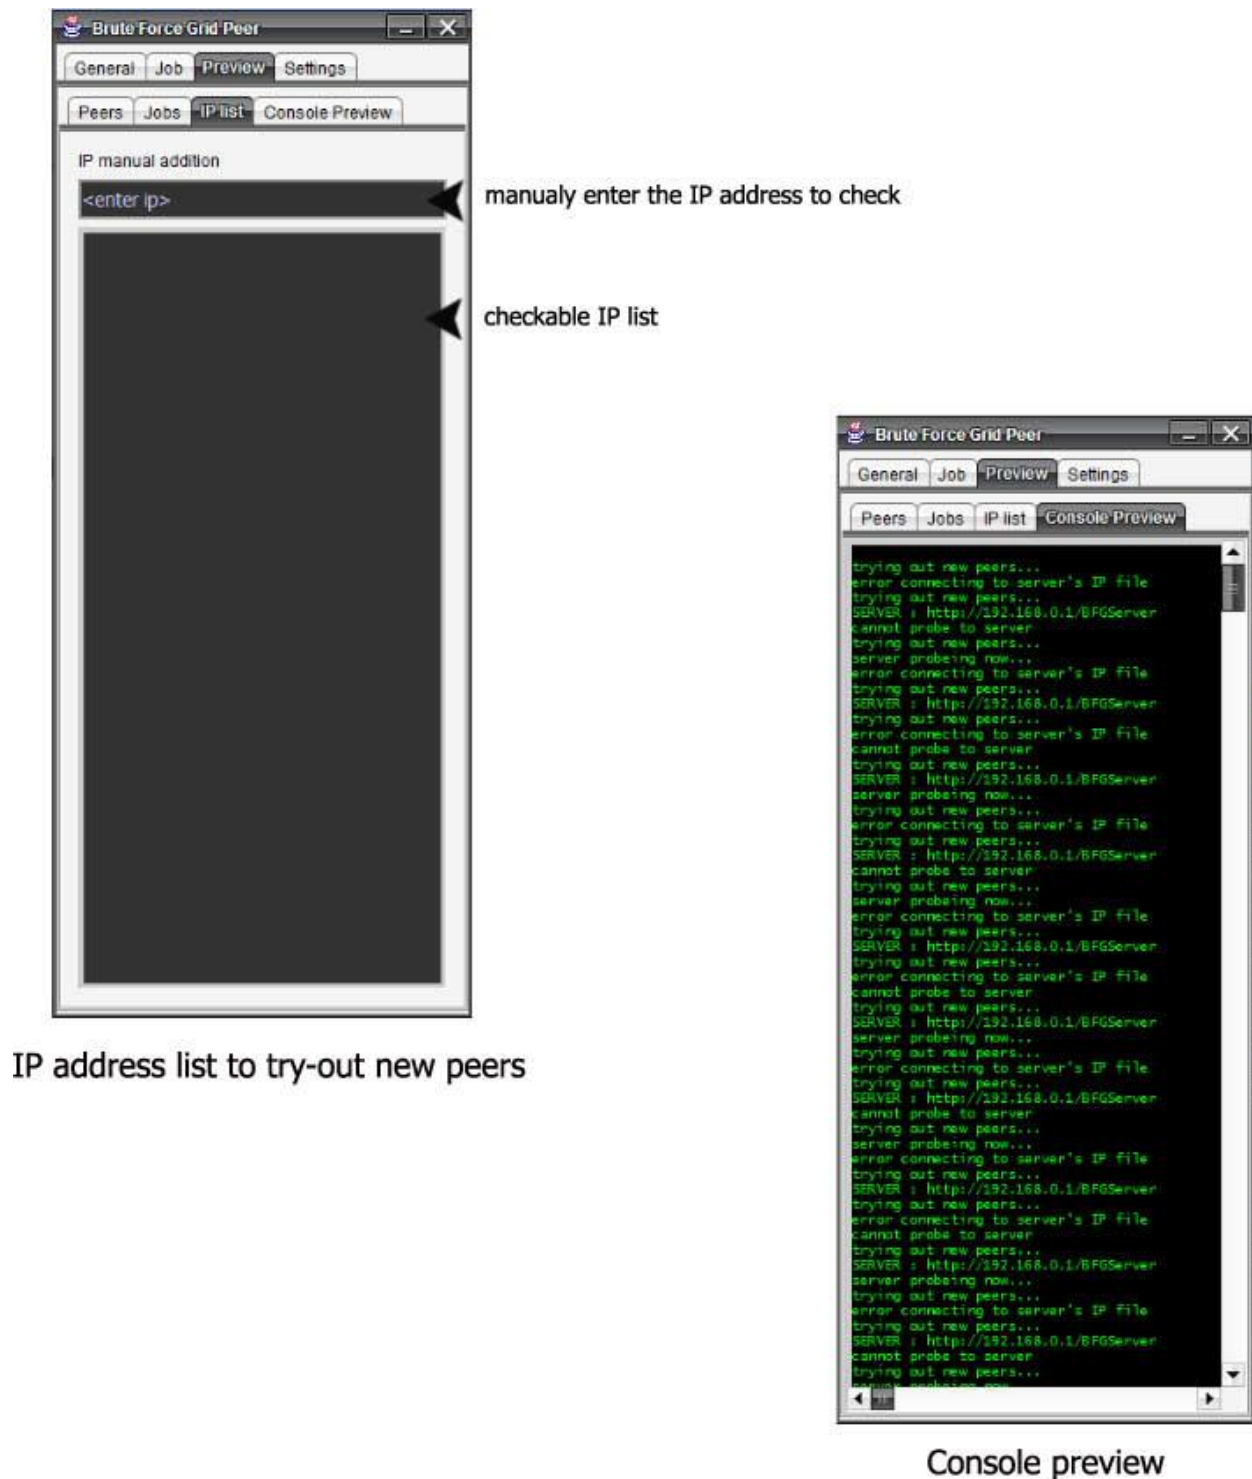 Brute Force Grid Peer
General Job Preview Settings
Peers Jobs IP list Console Preview
IP manual addition
<enter ip>
manualy enter the IP address to check
checkable IP list
IP address list to try-out new peers
Brute Force Grid Peer
General Job Preview Settings
Peers Jobs IP list Console Preview
trying out new peers...
error connecting to server's IP file
trying out new peers...
SERVER : http://192.168.0.1/BFGServer
cannot probe to server
trying out new peers...
server probeing now...
error connecting to server's IP file
trying out new peers...
SERVER : http://192.168.0.1/BFGServer
trying out new peers...
error connecting to server's IP file
cannot probe to server
trying out new peers...
SERVER : http://192.168.0.1/BFGServer
server probeing now...
trying out new peers...
error connecting to server's IP file
trying out new peers...
SERVER : http://192.168.0.1/BFGServer
cannot probe to server
trying out new peers...
server probeing now...
error connecting to server's IP file
trying out new peers...
SERVER : http://192.168.0.1/BFGServer
trying out new peers...
error connecting to server's IP file
cannot probe to server
trying out new peers...
SERVER : http://192.168.0.1/BFGServer
server probeing now...
trying out new peers...
error connecting to server's IP file
trying out new peers...
SERVER : http://192.168.0.1/BFGServer
cannot probe to server
trying out new peers...
server probeing now...
error connecting to server's IP file
trying out new peers...
SERVER : http://192.168.0.1/BFGServer
trying out new peers...
error connecting to server's IP file
cannot probe to server
trying out new peers...
SERVER : http://192.168.0.1/BFGServer
server probeing now...
trying out new peers...
error connecting to server's IP file
trying out new peers...
SERVER : http://192.168.0.1/BFGServer
cannot probe to server
trying out new peers...
server probeing now
Console preview